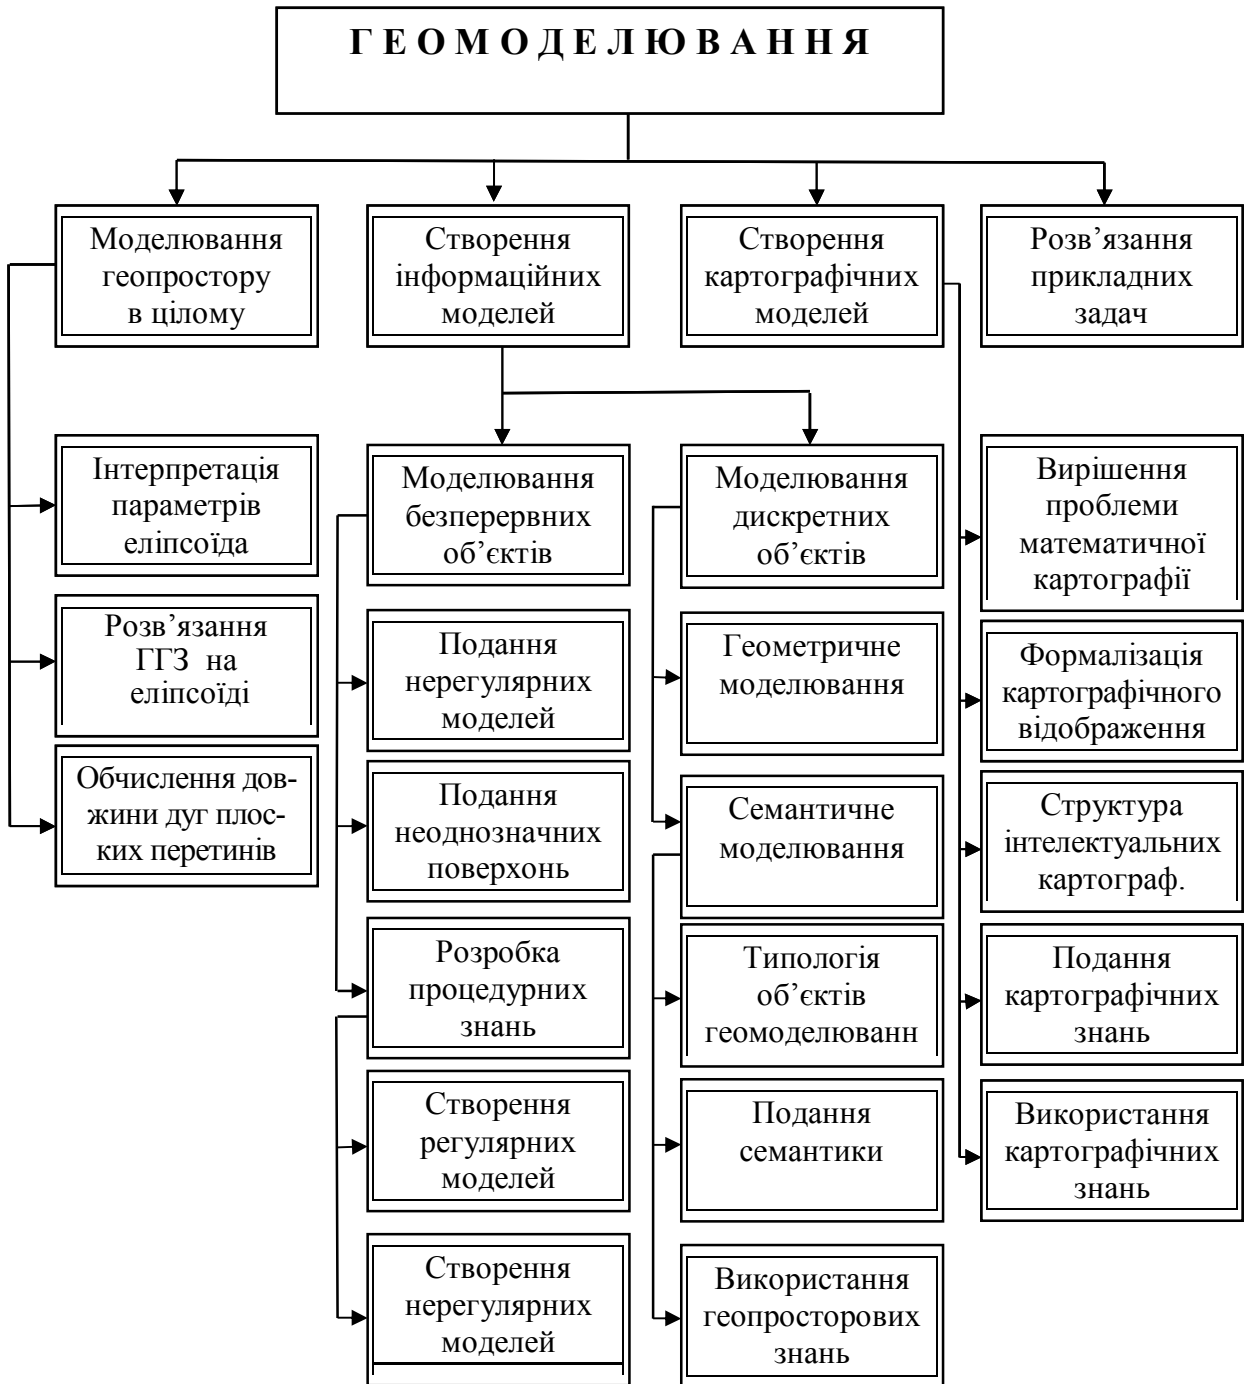 ГЕОМОДЕЛЮВАННЯ
Моделювання
геопростору
в цілому
Створення
інформаційних
моделей
Створення
картографічних
моделей
Розв’язання
прикладних
задач
Інтерпретація
параметрів
еліпсоїда
Розв’язання
ГГЗ на
еліпсоїді
Обчислення дов-
жини дуг плос-
ких перетинів
Моделювання
безперервних
об’єктів
Подання
нерегулярних
моделей
Подання
неоднозначних
поверхонь
Розробка
процедурних
знань
Створення
регулярних
моделей
Створення
нерегулярних
моделей
Моделювання
дискретних
об’єктів
Геометричне
моделювання
Семантичне
моделювання
Типологія
об’єктів
геомоделюванн
Подання
семантики
Використання
геопросторових
знань
Вирішення
проблеми
математичної
картографії
Формалізація
картографічного
відображення
Структура
інтелектуальних
картограф.
Подання
картографічних
знань
Використання
картографічних
знань